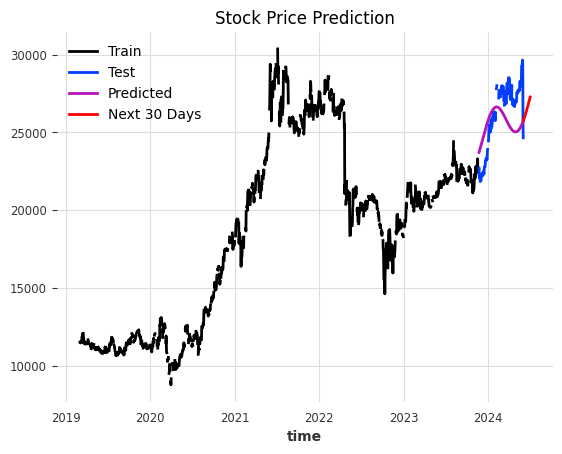 Stock Price Prediction
Train
Test
Predicted
Next 30 Days
30000
25000
20000
15000
10000
2019 2020 2021 2022 2023 2024
time